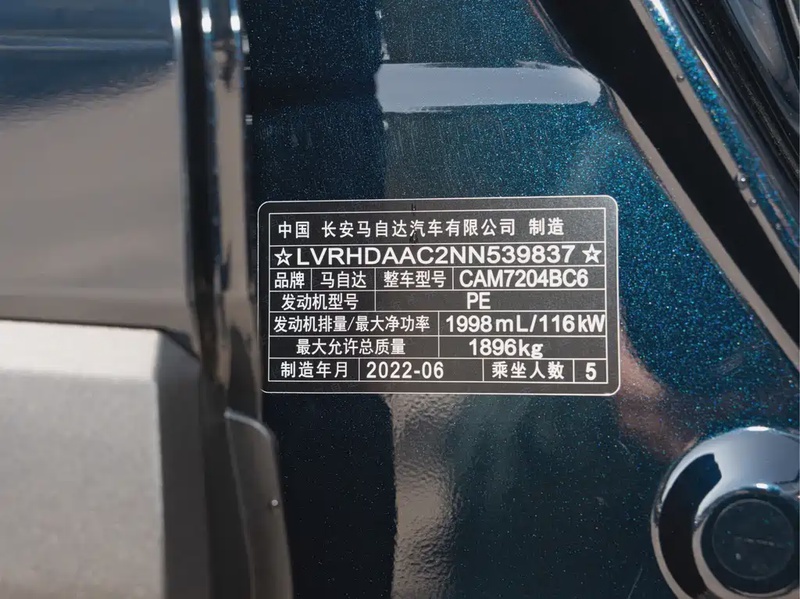 中国 长安马自达汽车有限公司 制造
☆LVRHDAAC2NN539837☆
品牌 马自达 整车型号 CAM7204BC6
发动机型号 PE
发动机排量/最大净功率 1998mL/116kW
最大允许总质量 1896kg
制造年月 2022-06 乘坐人数 5